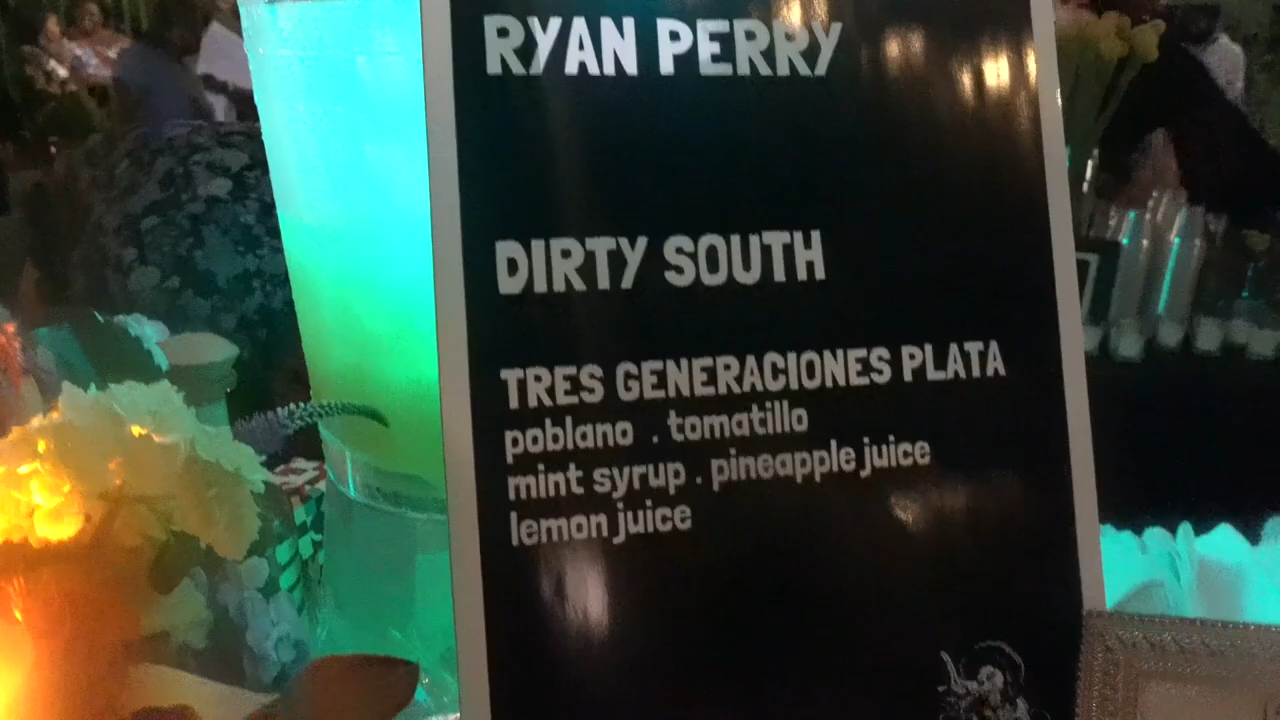 RYAN PERRY
DIRTY SOUTH
TRES GENERACIONES PLATA
poblano . tomatillo
mint syrup . pineapple juice
lemon juice